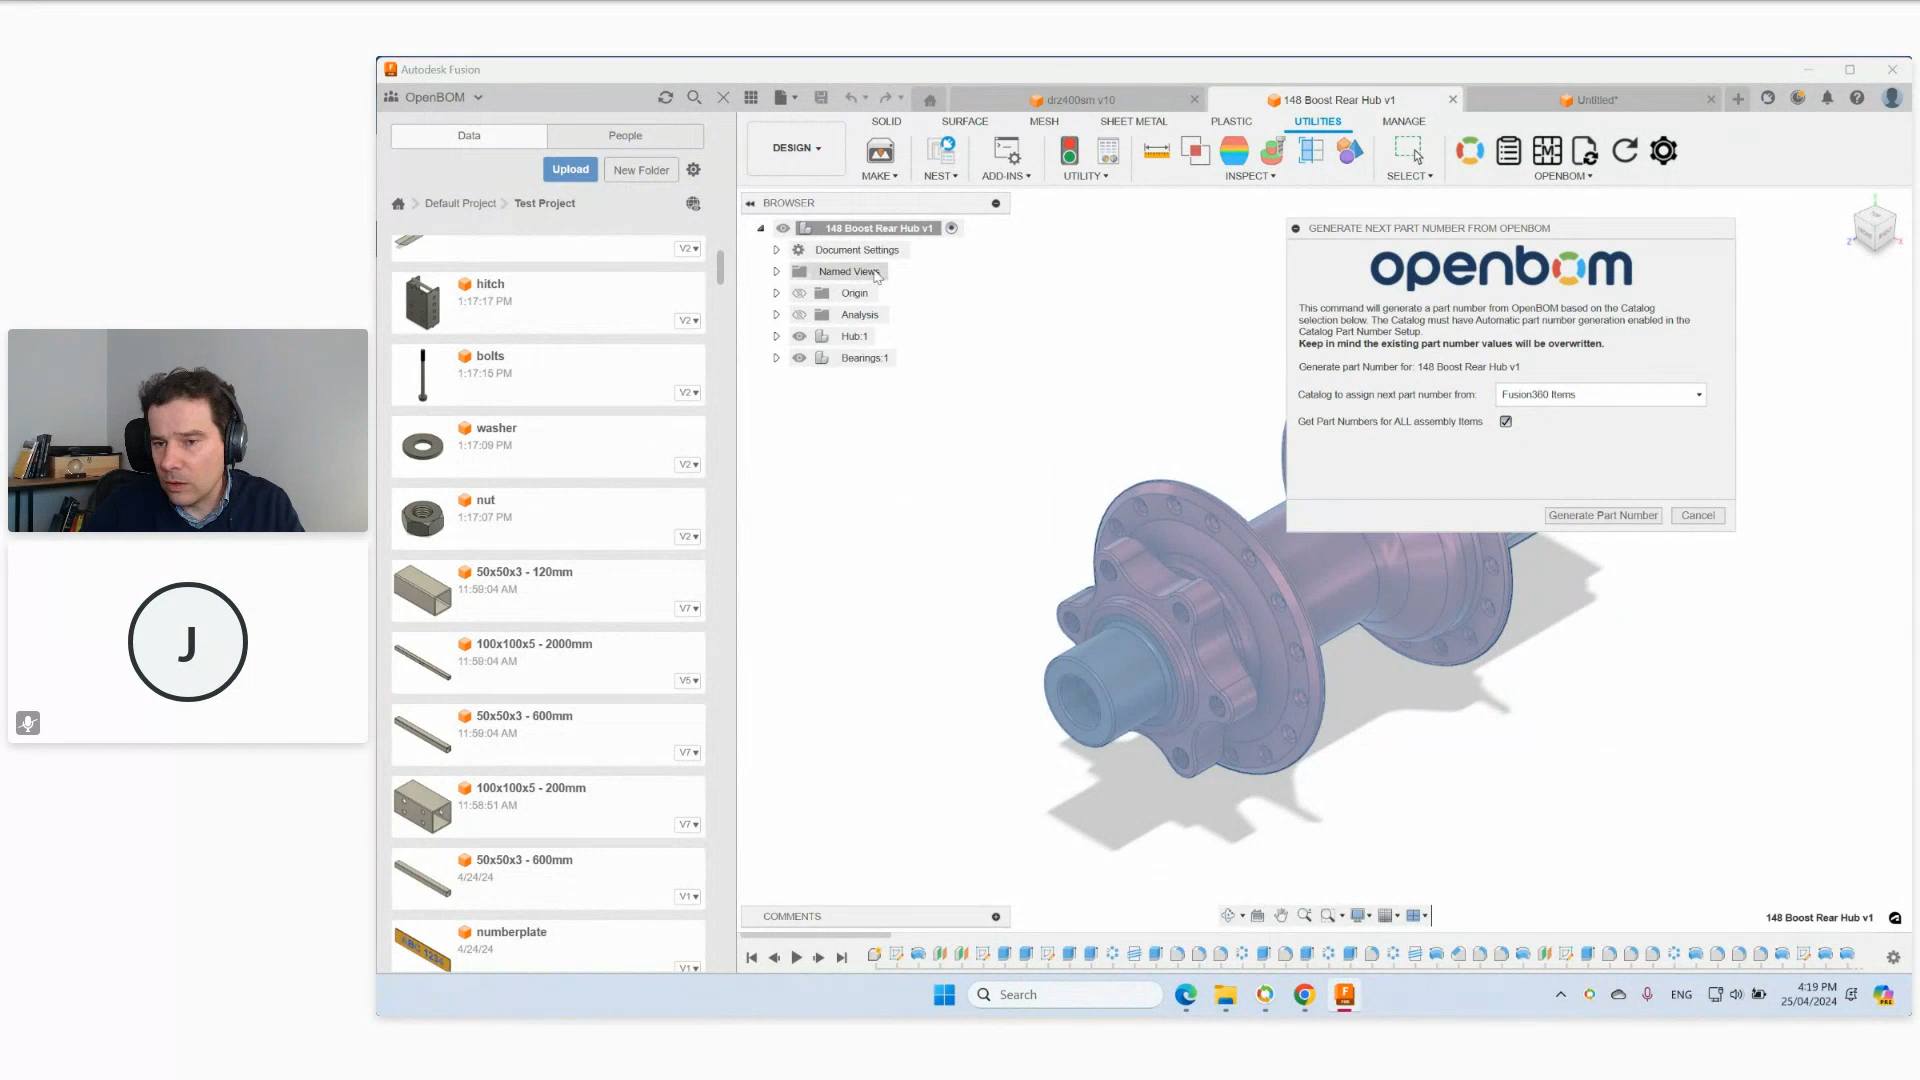 Autodesk Fusion
OpenBOM
drz400sm v10
148 Boost Rear Hub v1
Untitled*
Data
People
SOLID
SURFACE
MESH
SHEET METAL
PLASTIC
UTILITIES
MANAGE
DESIGN
MAKE
NEST
ADD-INS
UTILITY
INSPECT
SELECT
OPENBOM
Upload
New Folder
Default Project
Test Project
V2
hitch
1:17:17 PM
V2
bolts
1:17:15 PM
V2
washer
1:17:09 PM
V2
nut
1:17:07 PM
V2
50x50x3 - 120mm
11:59:04 AM
V7
100x100x5 - 2000mm
11:59:04 AM
V5
50x50x3 - 600mm
11:59:04 AM
V7
100x100x5 - 200mm
11:58:51 AM
V7
50x50x3 - 600mm
4/24/24
V1
numberplate
4/24/24
V1
BROWSER
148 Boost Rear Hub v1
Document Settings
Named Views
Origin
Analysis
Hub:1
Bearings:1
GENERATE NEXT PART NUMBER FROM OPENBOM
openbom
This command will generate a part number from OpenBOM based on the Catalog
selection below. The Catalog must have Automatic part number generation enabled in the
Catalog Part Number Setup.
Keep in mind the existing part number values will be overwritten.
Generate part Number for: 148 Boost Rear Hub v1
Catalog to assign next part number from:
Fusion360 Items
Get Part Numbers for ALL assembly Items
Generate Part Number
Cancel
J
COMMENTS
148 Boost Rear Hub v1
Search
ENG
4:19 PM
25/04/2024